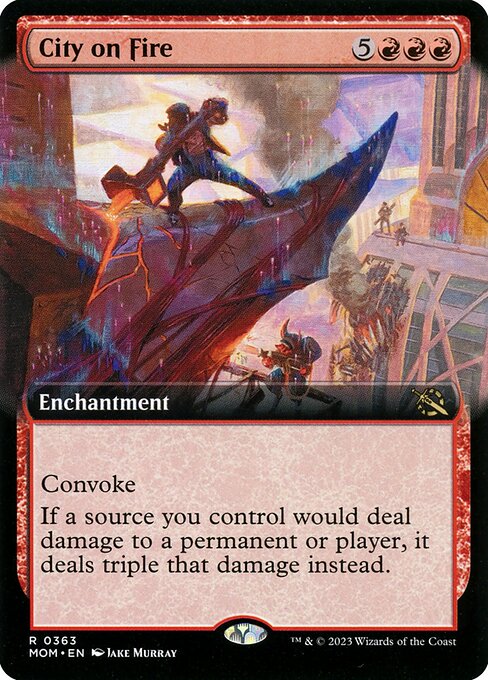 City on Fire 5
Enchantment
Convoke
If a source you control would deal
damage to a permanent or player, it
deals triple that damage instead.
R 0363
MOM • EN Jake Murray
™ & © 2023 Wizards of the Coast